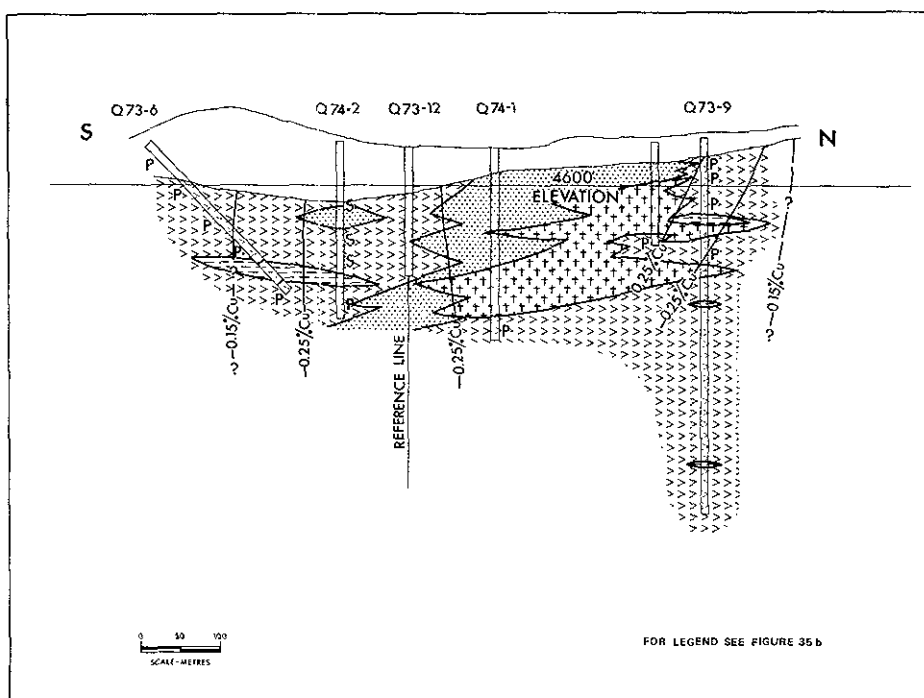 Q73-6 Q74-2 Q73-12 Q74-1 Q73-9
S N
P P P P P P P P P P P P
S S S
4600
ELEVATION
?
-0.15%Cu-
?
-0.25%Cu
REFERENCE LINE
-0.25%Cu
-0.25%Cu
-0.25%Cu
?
-0.15%Cu-
?
0 50 100
SCALE-METRES
FOR LEGEND SEE FIGURE 35 b